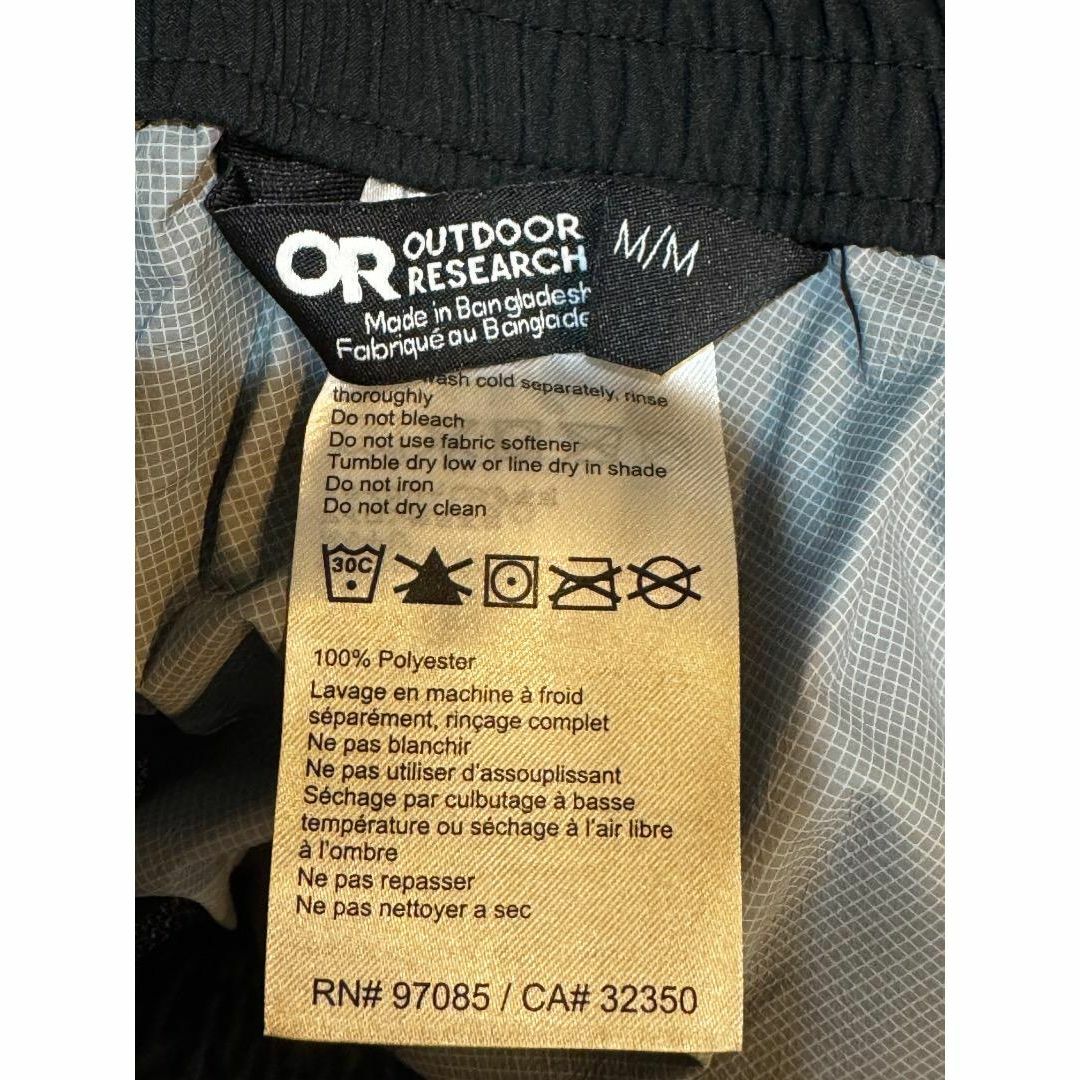 OR OUTDOOR RESEARCH M/M
Made in Bangladesh
Fabriqué au Banglade
wash cold separately, rinse
thoroughly
Do not bleach
Do not use fabric softener
Tumble dry low or line dry in shade
Do not iron
Do not dry clean
30C
100% Polyester
Lavage en machine à froid
séparément, rinçage complet
Ne pas blanchir
Ne pas utiliser d'assouplissant
Séchage par culbutage à basse
température ou séchage à l'air libre
à l'ombre
Ne pas repasser
Ne pas nettoyer a sec
RN# 97085 / CA# 32350